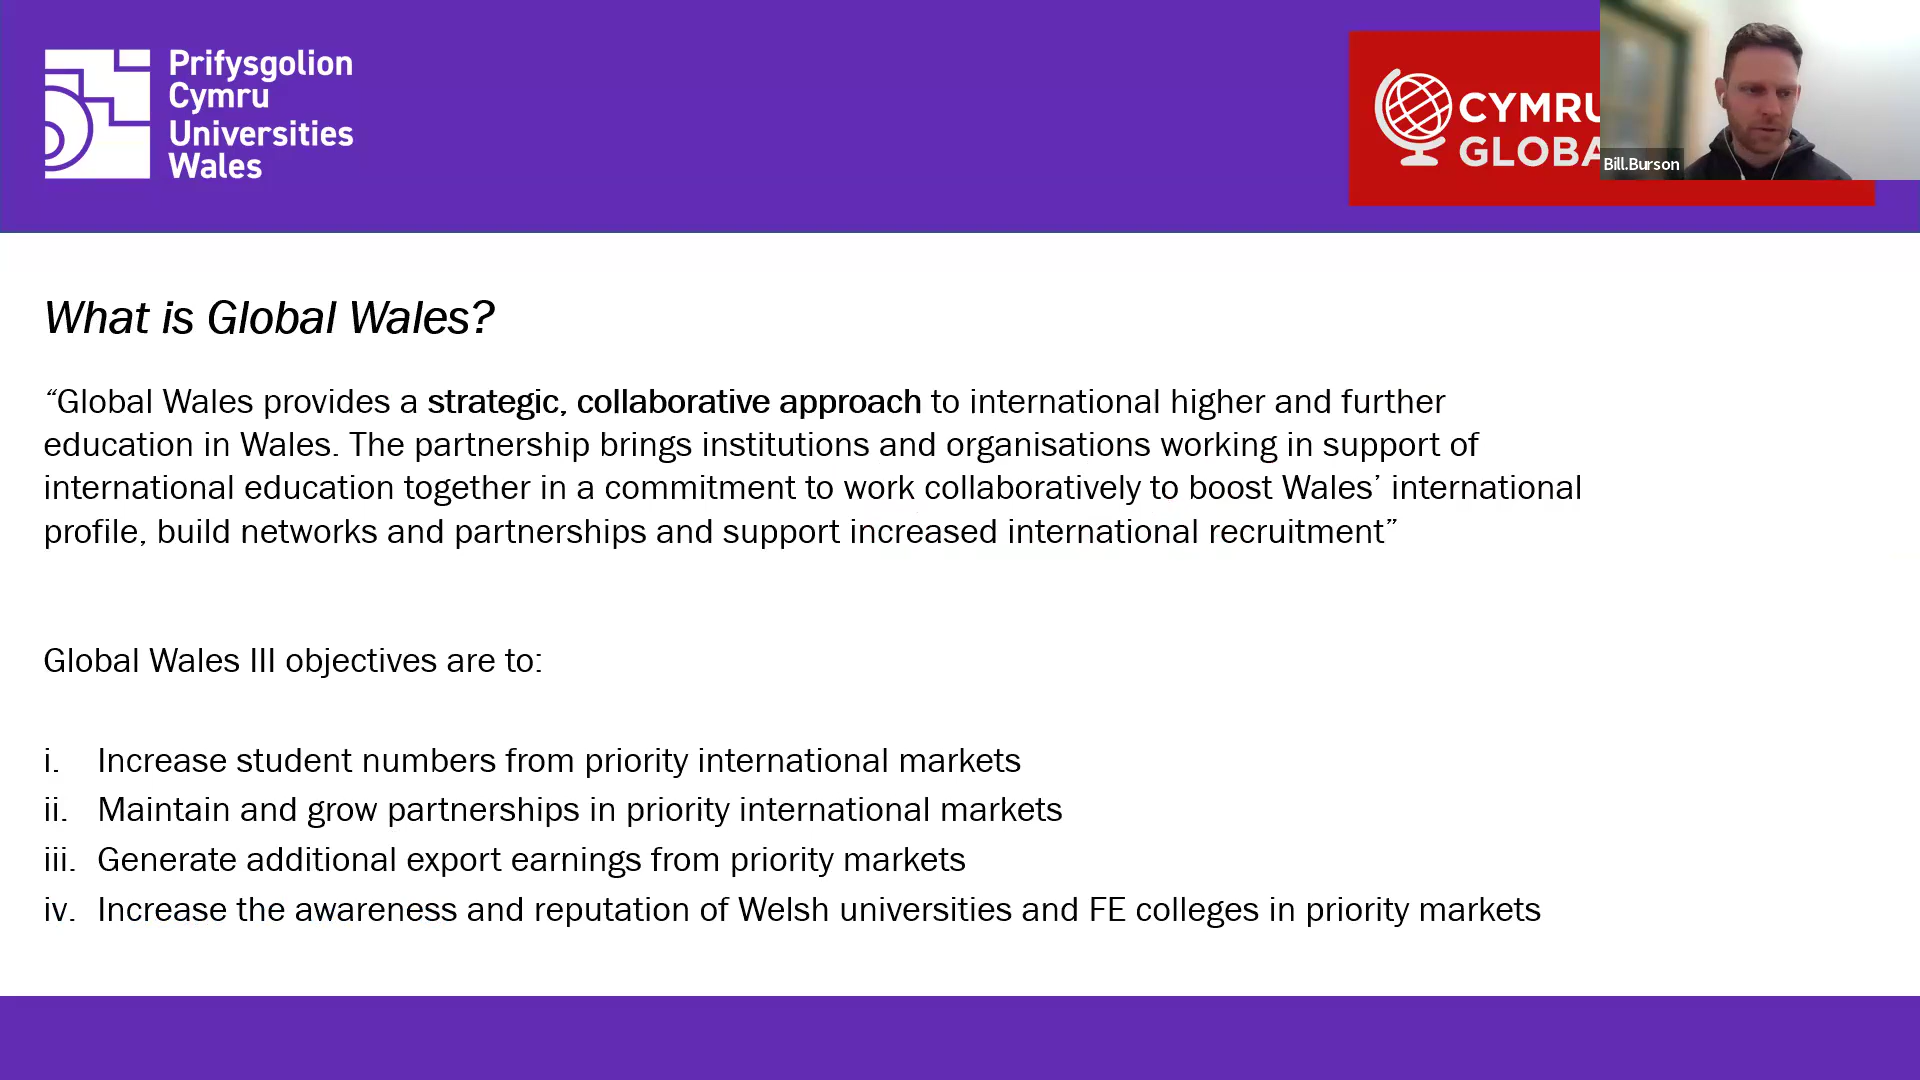 Prifysgolion
Cymru
Universities
Wales
CYMRU
GLOBA
Bill.Burson
What is Global Wales?
“Global Wales provides a strategic, collaborative approach to international higher and further
education in Wales. The partnership brings institutions and organisations working in support of
international education together in a commitment to work collaboratively to boost Wales’ international
profile, build networks and partnerships and support increased international recruitment”
Global Wales III objectives are to:
i. Increase student numbers from priority international markets
ii. Maintain and grow partnerships in priority international markets
iii. Generate additional export earnings from priority markets
iv. Increase the awareness and reputation of Welsh universities and FE colleges in priority markets